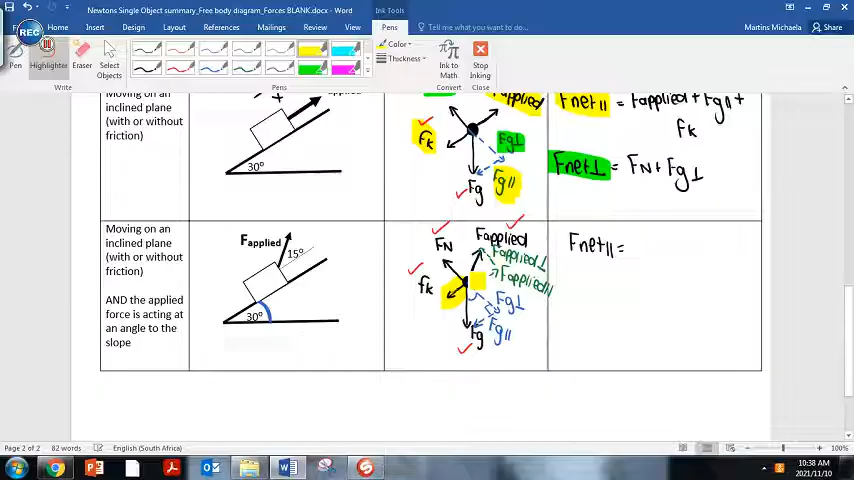 Newtons Single Object summary_Free body diagram_Forces BLANK.docx - Word
Ink Tools
REC
Home
Insert
Design
Layout
References
Mailings
Review
View
Pens
Tell me what you want to do...
Martins Michaela
Share
Pen
Highlighter
Eraser
Select Objects
Color
Thickness
Ink to Math
Stop Inking
Write
Pens
Convert
Close
Moving on an
inclined plane
(with or without
friction)
applied
30°
Fapplied
fk
Fg⊥
Fg||
Fg
Fnet|| = Fapplied + Fg|| +
fk
Fnet⊥ = FN + Fg⊥
Moving on an
inclined plane
(with or without
friction)
AND the applied
force is acting at
an angle to the
slope
Fapplied
15°
30°
FN
Fapplied
Fapplied⊥
Fapplied||
fk
Fg⊥
Fg||
Fg
Fnet|| =
Page 2 of 2
82 words
English (South Africa)
100%
10:38 AM
2021/11/10